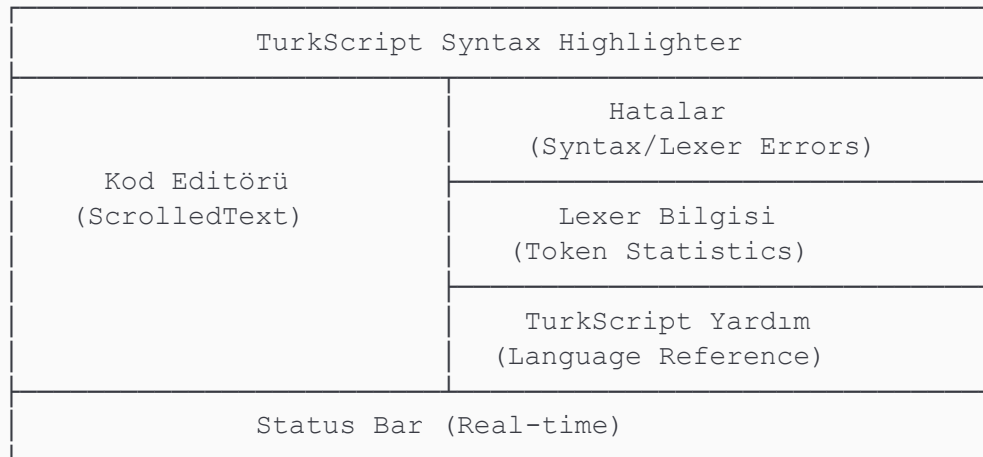 TurkScript Syntax Highlighter
Hatalar
(Syntax/Lexer Errors)
Kod Editörü
(ScrolledText)
Lexer Bilgisi
(Token Statistics)
TurkScript Yardım
(Language Reference)
Status Bar (Real-time)